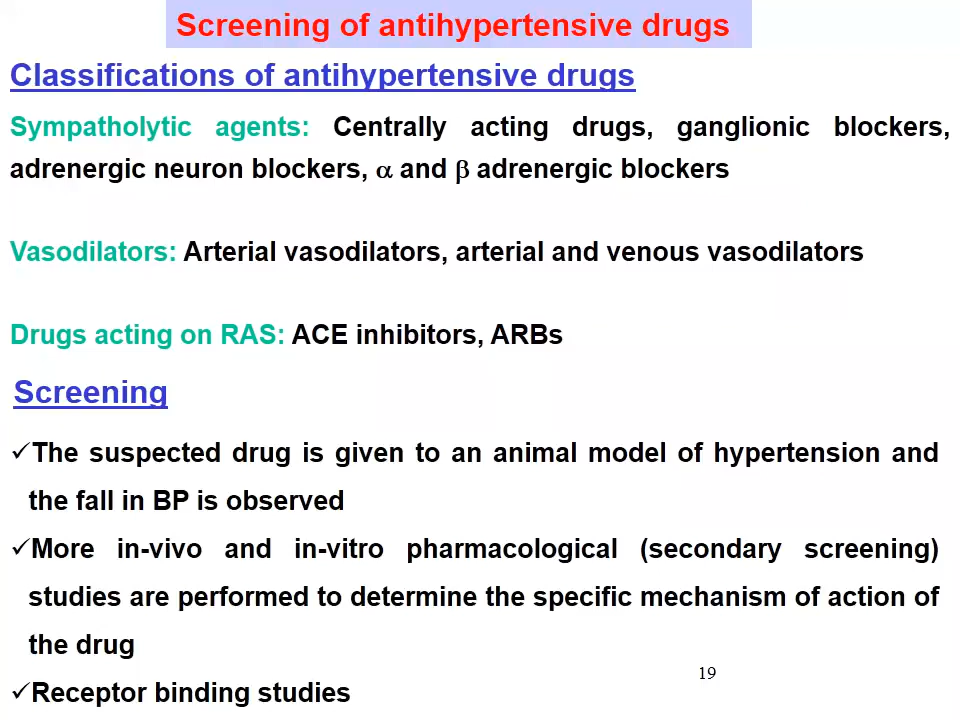 Screening of antihypertensive drugs
Classifications of antihypertensive drugs
Sympatholytic agents: Centrally acting drugs, ganglionic blockers,
adrenergic neuron blockers, α and β adrenergic blockers
Vasodilators: Arterial vasodilators, arterial and venous vasodilators
Drugs acting on RAS: ACE inhibitors, ARBs
Screening
✓The suspected drug is given to an animal model of hypertension and
the fall in BP is observed
✓More in-vivo and in-vitro pharmacological (secondary screening)
studies are performed to determine the specific mechanism of action of
the drug
19
✓Receptor binding studies